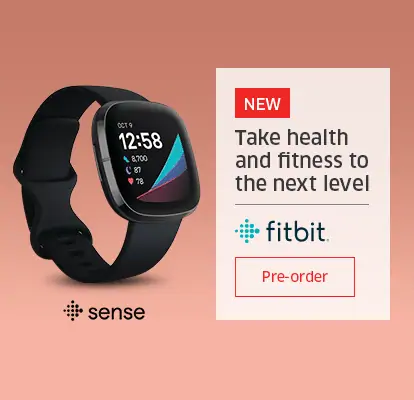 OCT 9
12:58
8,700
87
78
sense
NEW
Take health
and fitness to
the next level
fitbit
Pre-order